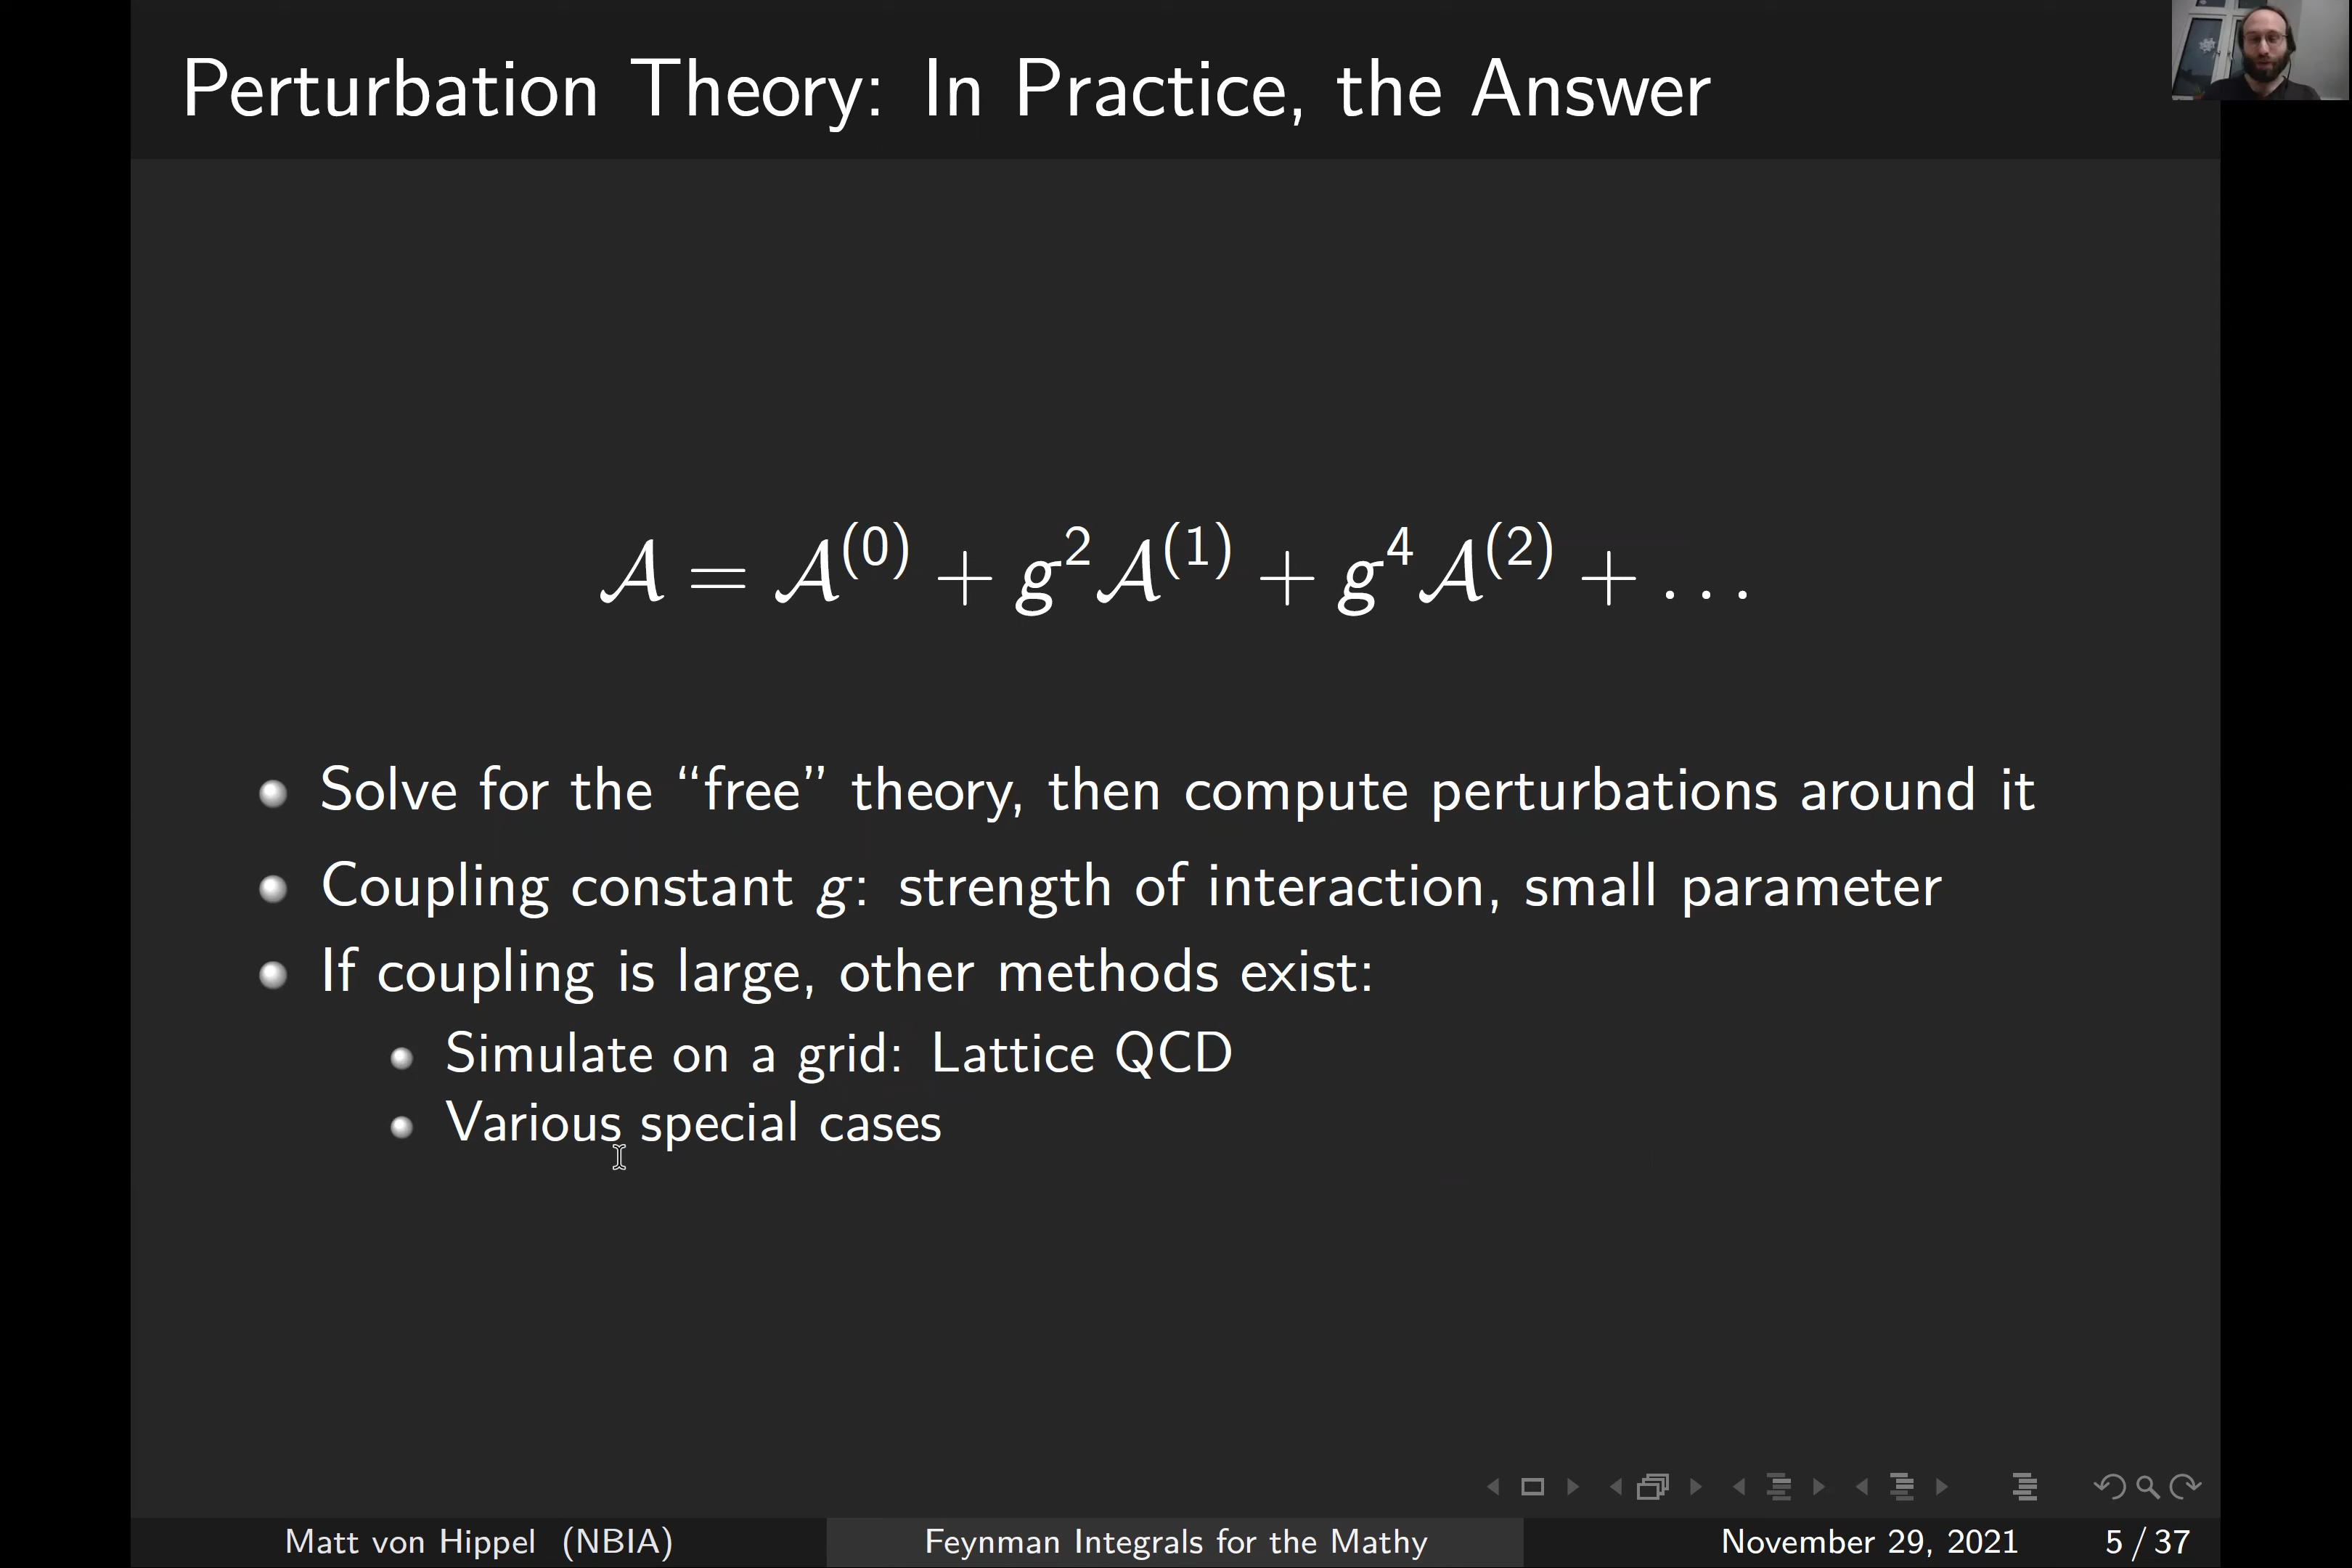 Perturbation Theory: In Practice, the Answer
𝒜 = 𝒜⁽⁰⁾ + g²𝒜⁽¹⁾ + g⁴𝒜⁽²⁾ + …
Solve for the “free” theory, then compute perturbations around it
Coupling constant g: strength of interaction, small parameter
If coupling is large, other methods exist:
Simulate on a grid: Lattice QCD
Various special cases
Matt von Hippel (NBIA) Feynman Integrals for the Mathy November 29, 2021 5 / 37